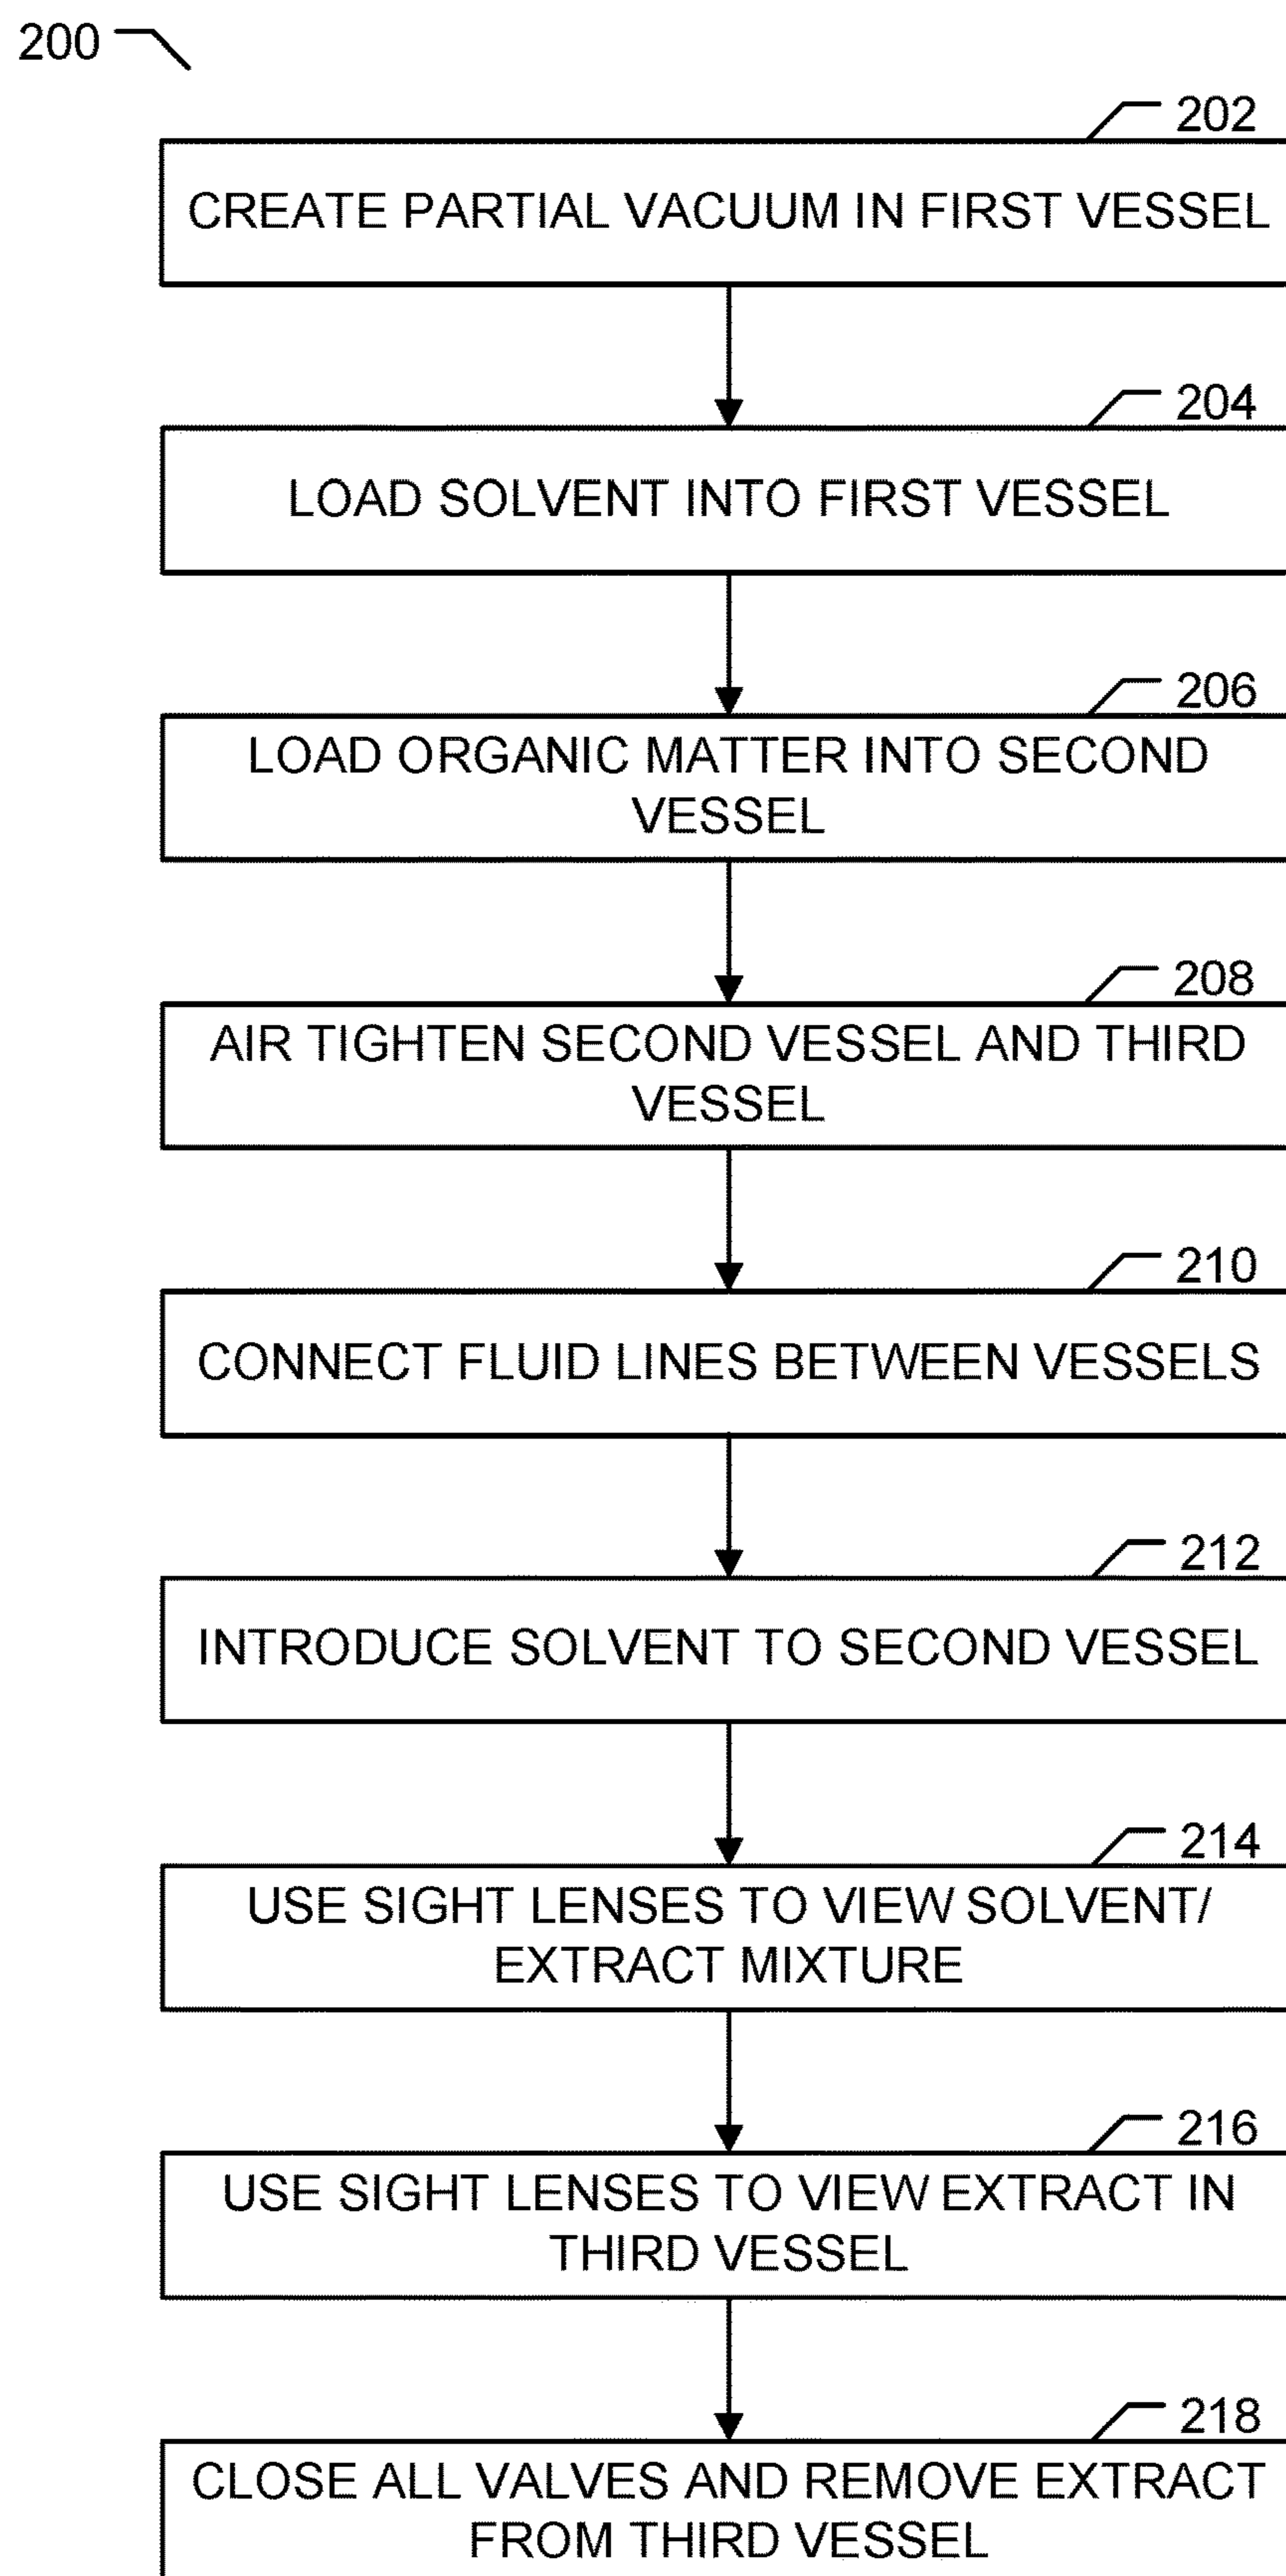 200
202
CREATE PARTIAL VACUUM IN FIRST VESSEL
204
LOAD SOLVENT INTO FIRST VESSEL
206
LOAD ORGANIC MATTER INTO SECOND
VESSEL
208
AIR TIGHTEN SECOND VESSEL AND THIRD
VESSEL
210
CONNECT FLUID LINES BETWEEN VESSELS
212
INTRODUCE SOLVENT TO SECOND VESSEL
214
USE SIGHT LENSES TO VIEW SOLVENT/
EXTRACT MIXTURE
216
USE SIGHT LENSES TO VIEW EXTRACT IN
THIRD VESSEL
218
CLOSE ALL VALVES AND REMOVE EXTRACT
FROM THIRD VESSEL